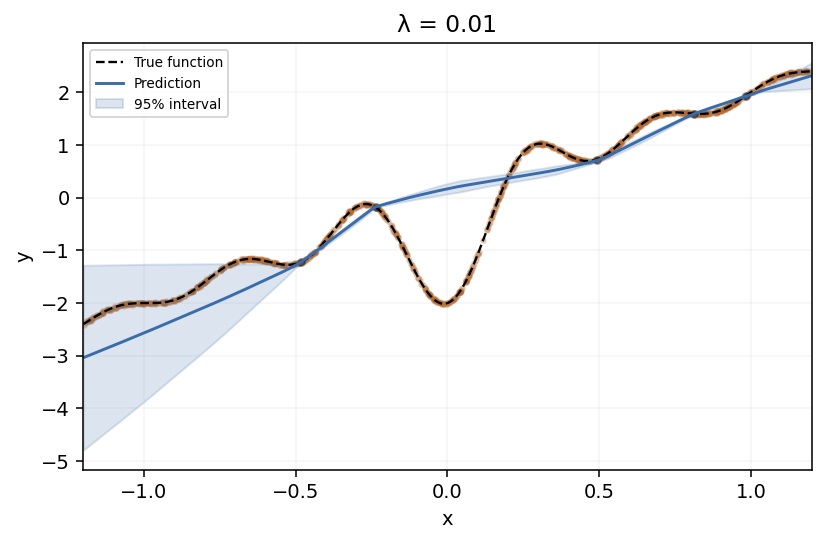 λ = 0.01
True function
Prediction
95% interval
2
1
0
−1
−2
−3
−4
−5
y
−1.0 −0.5 0.0 0.5 1.0
x